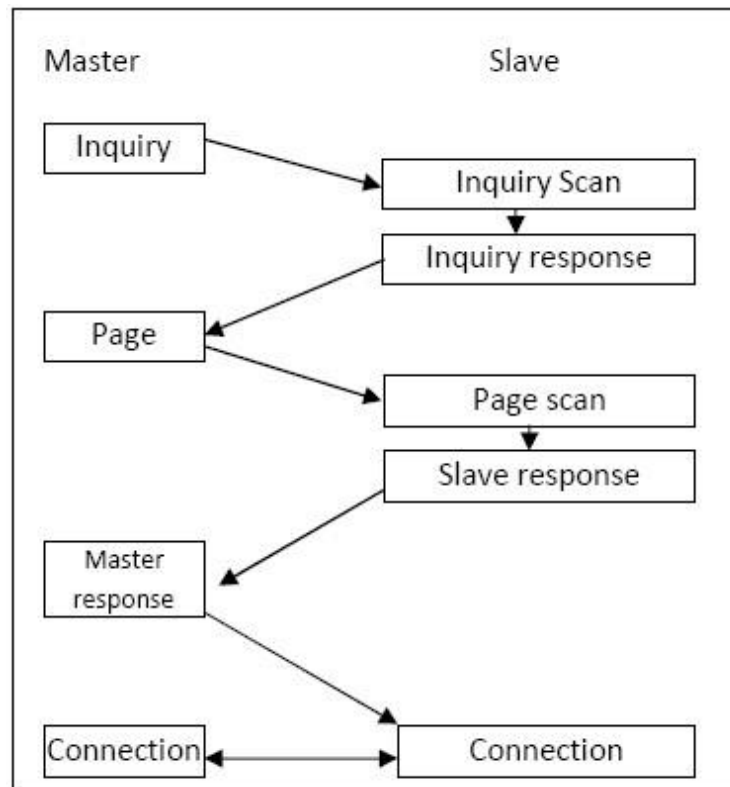 Master
Slave
Inquiry
Inquiry Scan
Inquiry response
Page
Page scan
Slave response
Master
response
Connection
Connection